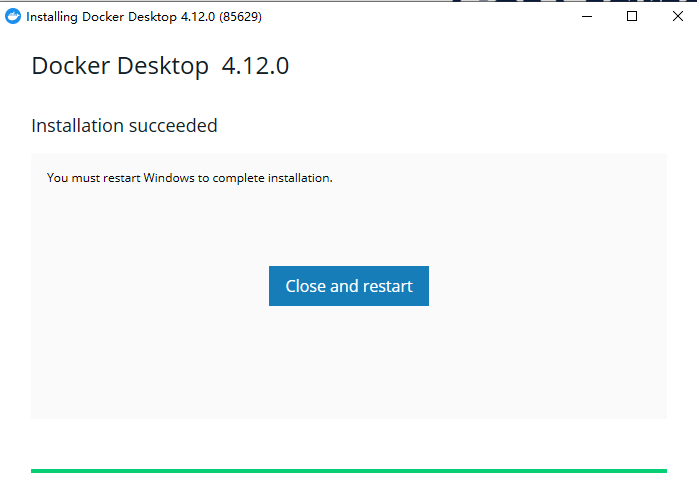 Installing Docker Desktop 4.12.0 (85629)
Docker Desktop 4.12.0
Installation succeeded
You must restart Windows to complete installation.
Close and restart